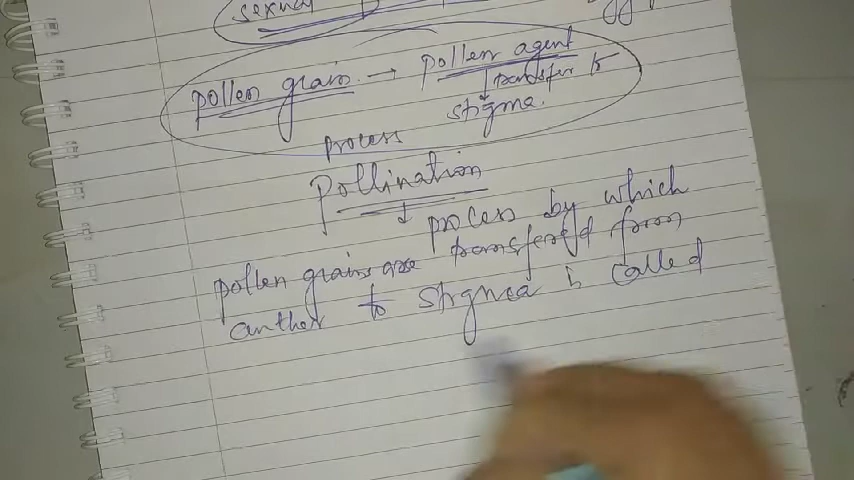 sexual
pollen grain → pollen agent
transfer to
stigma.
process
Pollination
process by which
pollen grains are transferred from
anther to stigma is called